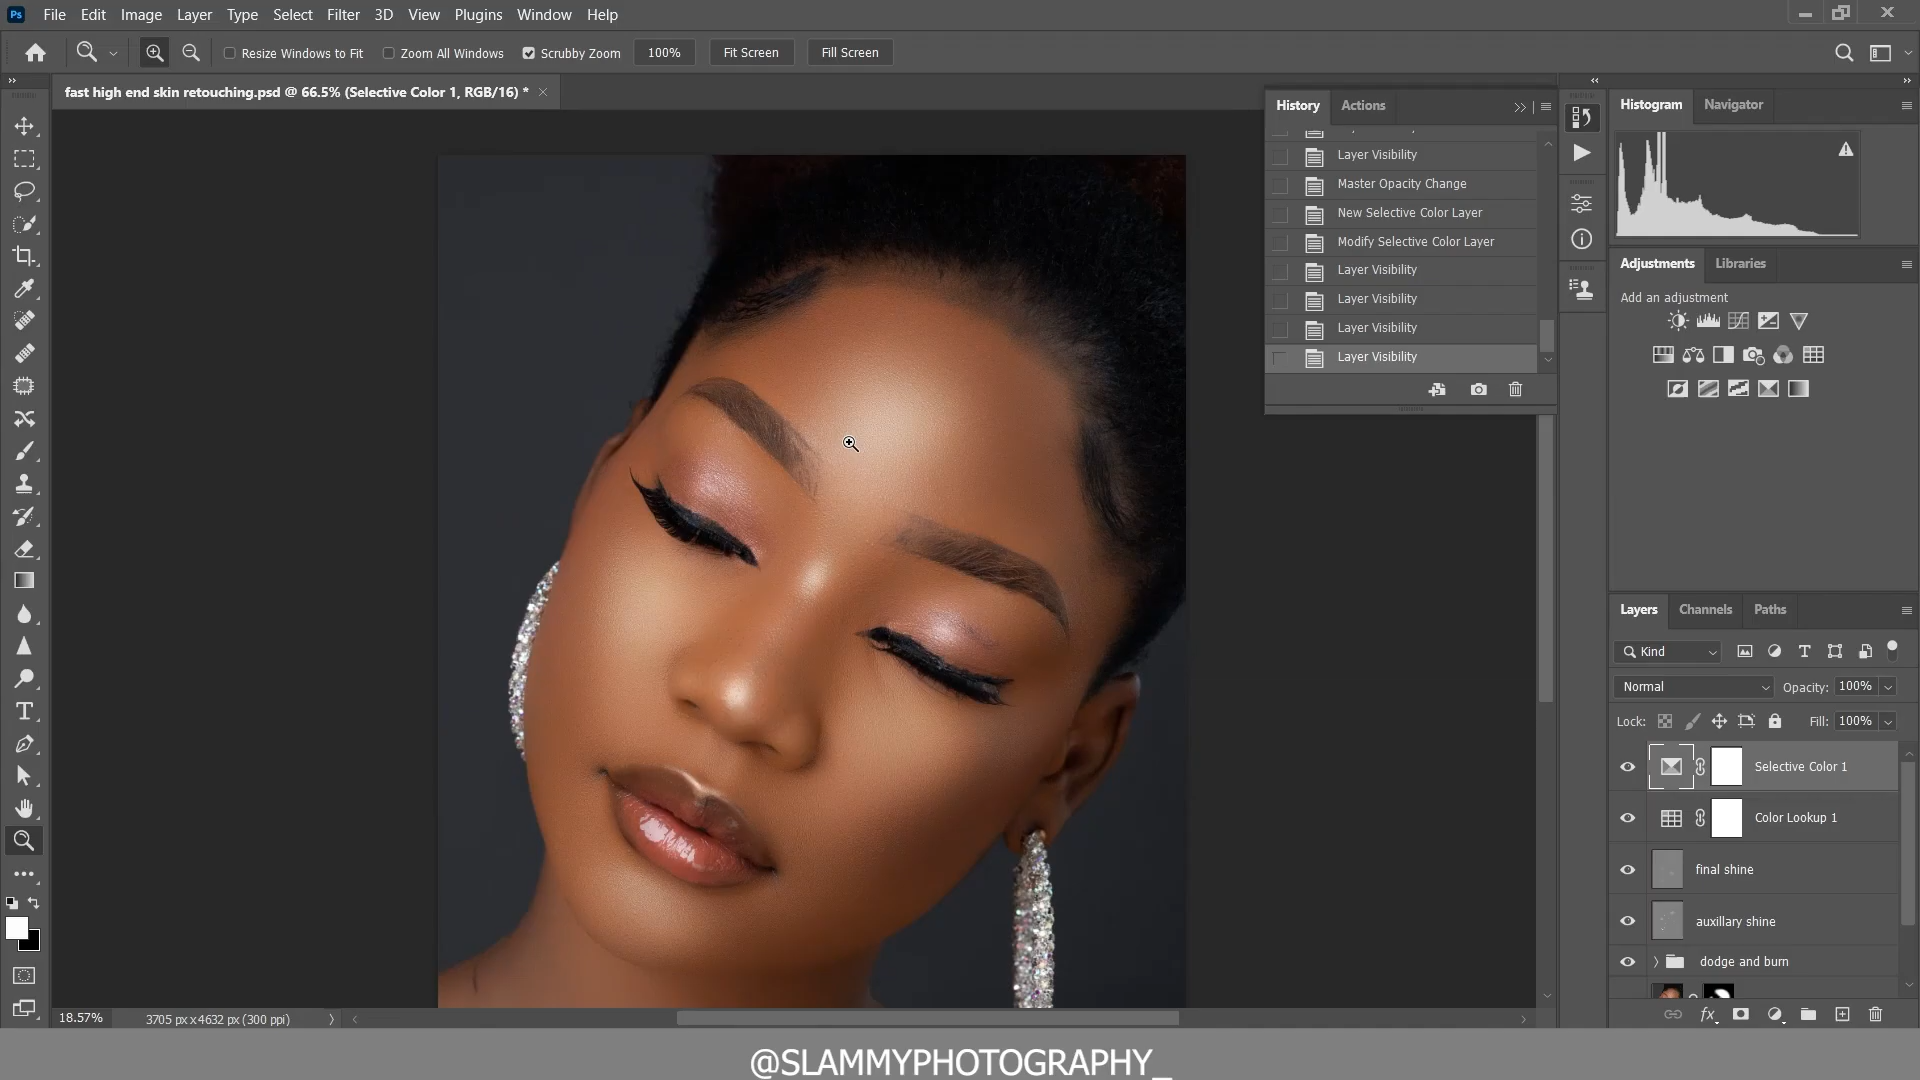 Ps File Edit Image Layer Type Select Filter 3D View Plugins Window Help
Resize Windows to Fit Zoom All Windows Scrubby Zoom 100% Fit Screen Fill Screen
fast high end skin retouching.psd @ 66.5% (Selective Color 1, RGB/16) *
History Actions
Layer Visibility
Master Opacity Change
New Selective Color Layer
Modify Selective Color Layer
Layer Visibility
Layer Visibility
Layer Visibility
Layer Visibility
Histogram Navigator
Adjustments Libraries
Add an adjustment
Layers Channels Paths
Kind
Normal Opacity: 100%
Lock: Fill: 100%
Selective Color 1
Color Lookup 1
final shine
auxillary shine
dodge and burn
fx
18.57% 3705 px x 4632 px (300 ppi)
@SLAMMYPHOTOGRAPHY_